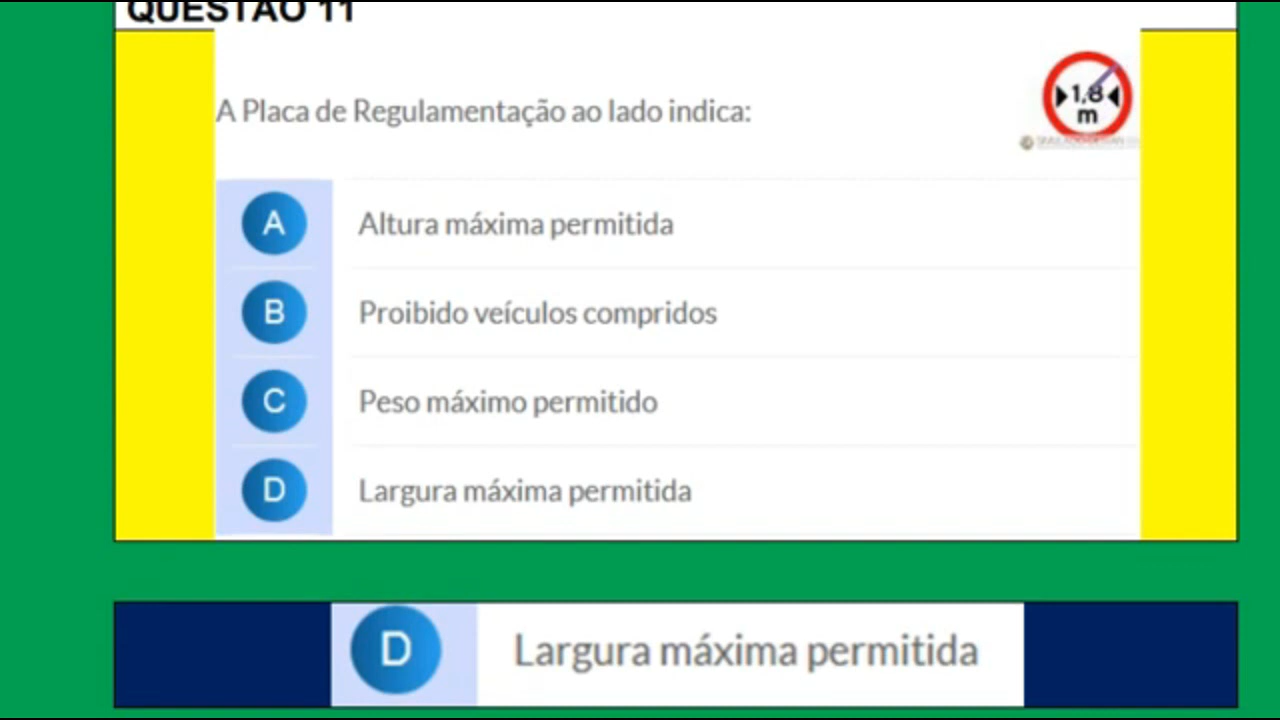 QUESTÃO 11
A Placa de Regulamentação ao lado indica:
1,8
m
A
Altura máxima permitida
B
Proibido veículos compridos
C
Peso máximo permitido
D
Largura máxima permitida
D
Largura máxima permitida